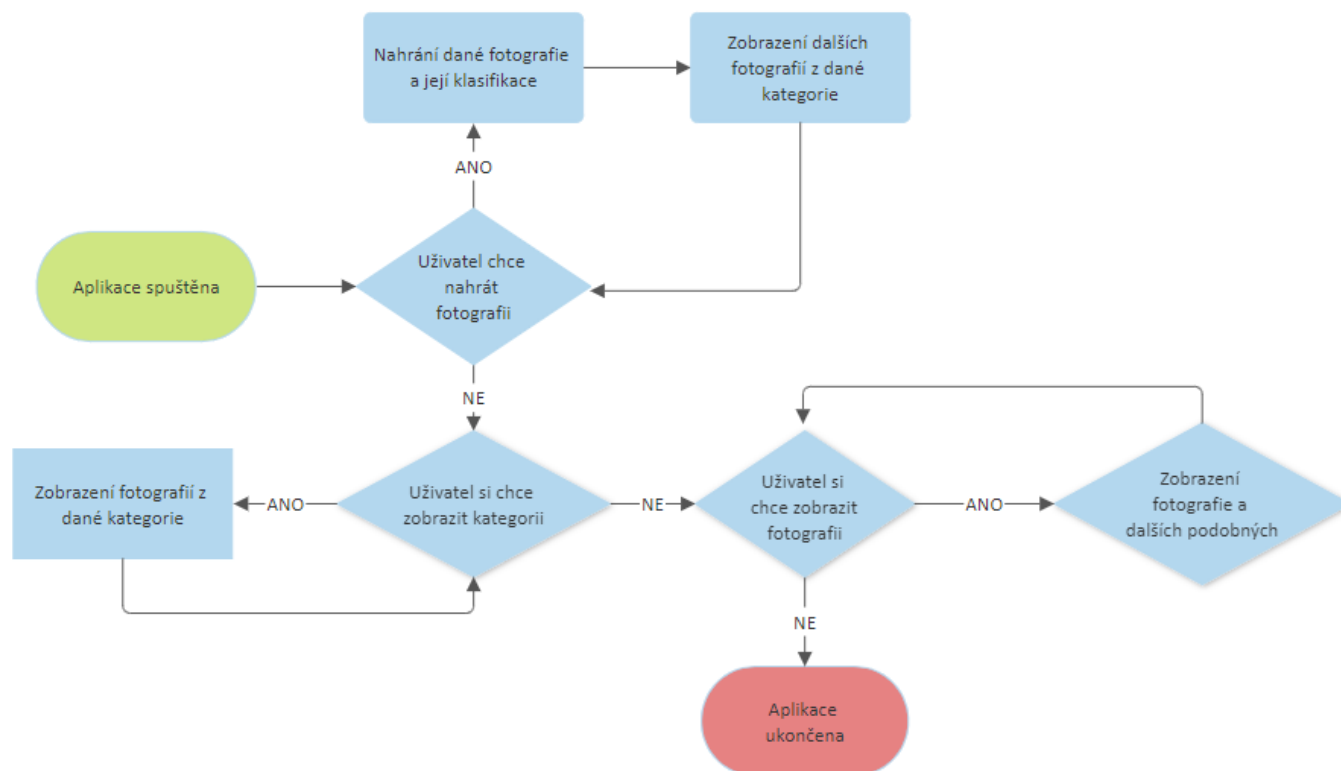 Nahrání dané fotografie
a její klasifikace
Zobrazení dalších
fotografií z dané
kategorie
ANO
Aplikace spuštěna
Uživatel chce
nahrát
fotografii
NE
Zobrazení fotografií z
dané kategorie
ANO
Uživatel si chce
zobrazit kategorii
NE
Uživatel si
chce zobrazit
fotografii
ANO
Zobrazení
fotografie a
dalších podobných
NE
Aplikace
ukončena